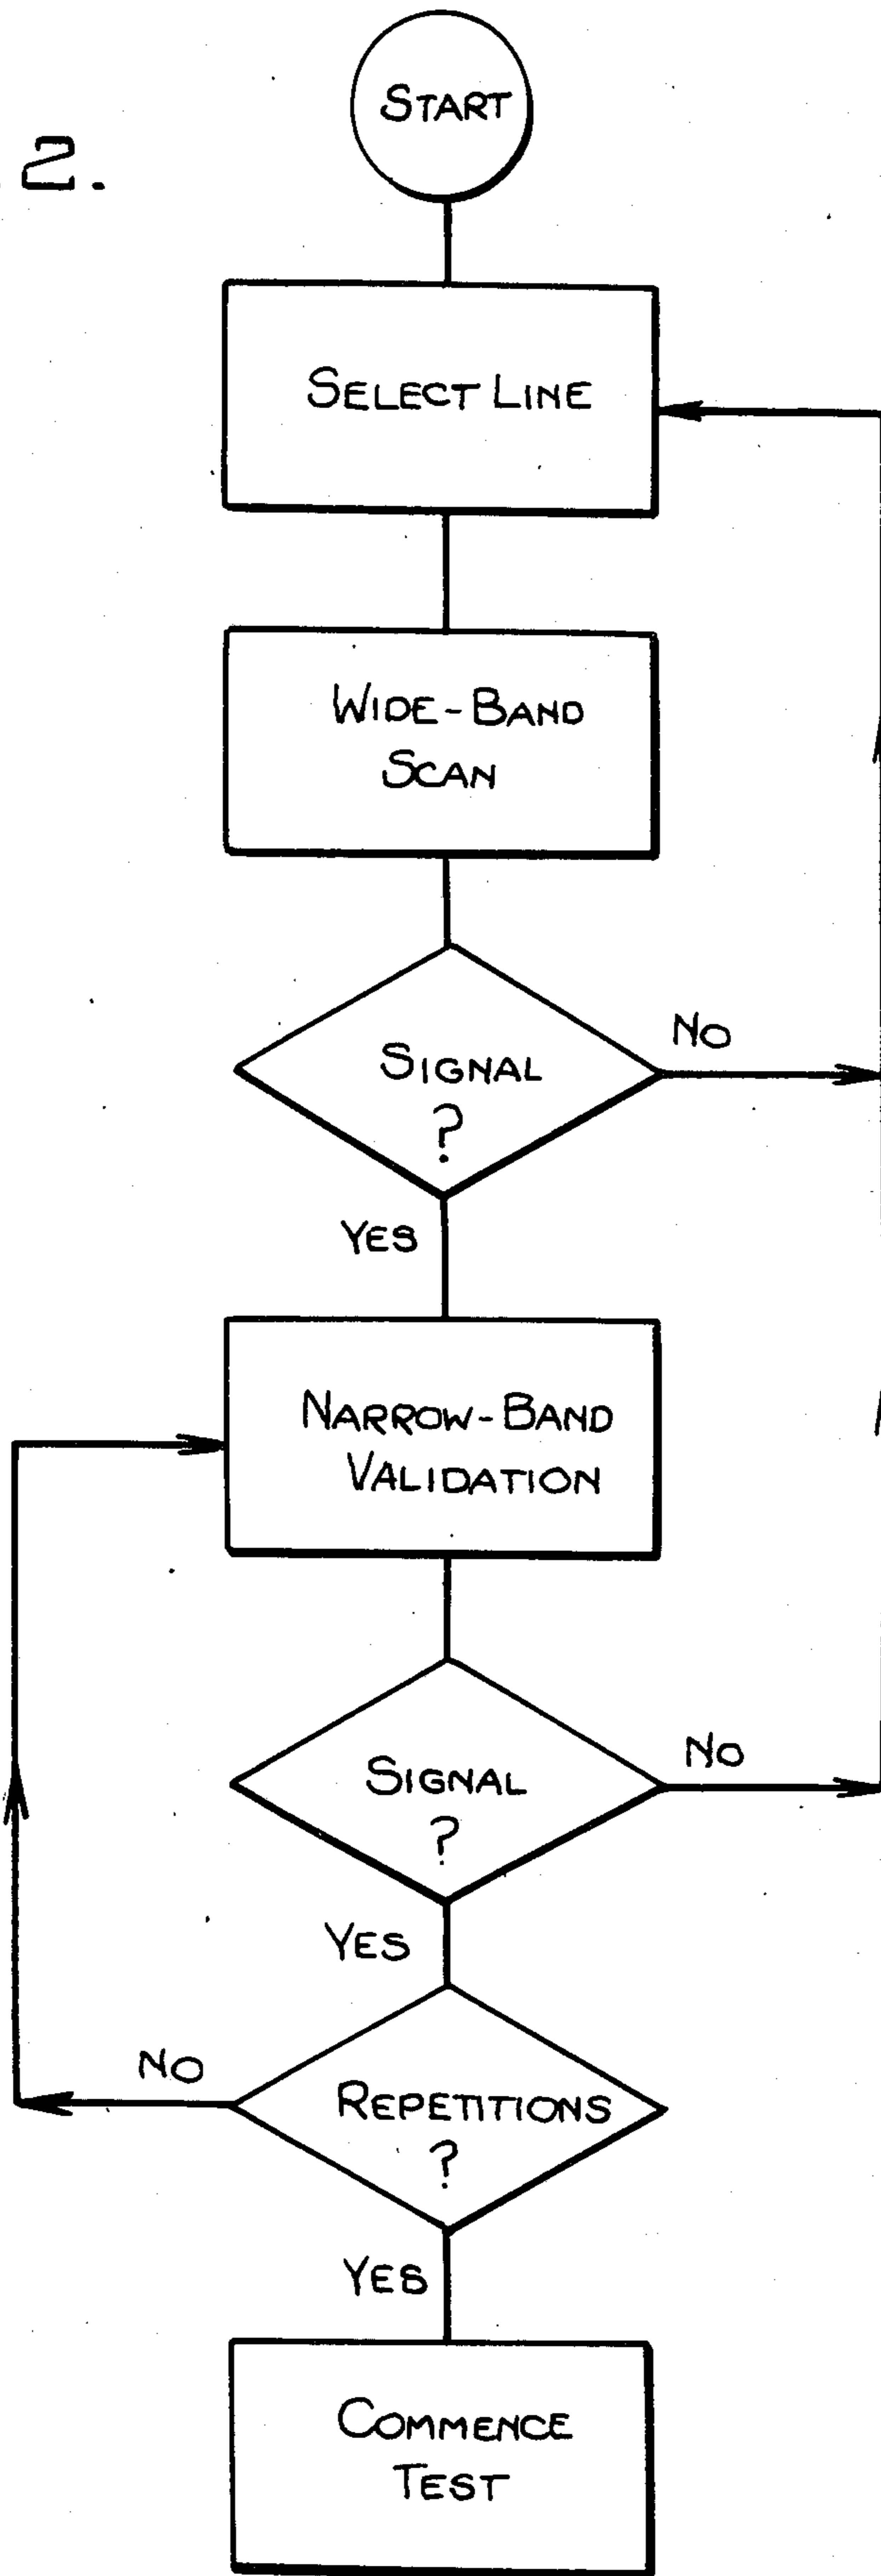 START
2.
SELECT LINE
WIDE-BAND
SCAN
SIGNAL
?
NO
YES
NARROW-BAND
VALIDATION
SIGNAL
?
NO
YES
REPETITIONS
?
NO
YES
COMMENCE
TEST